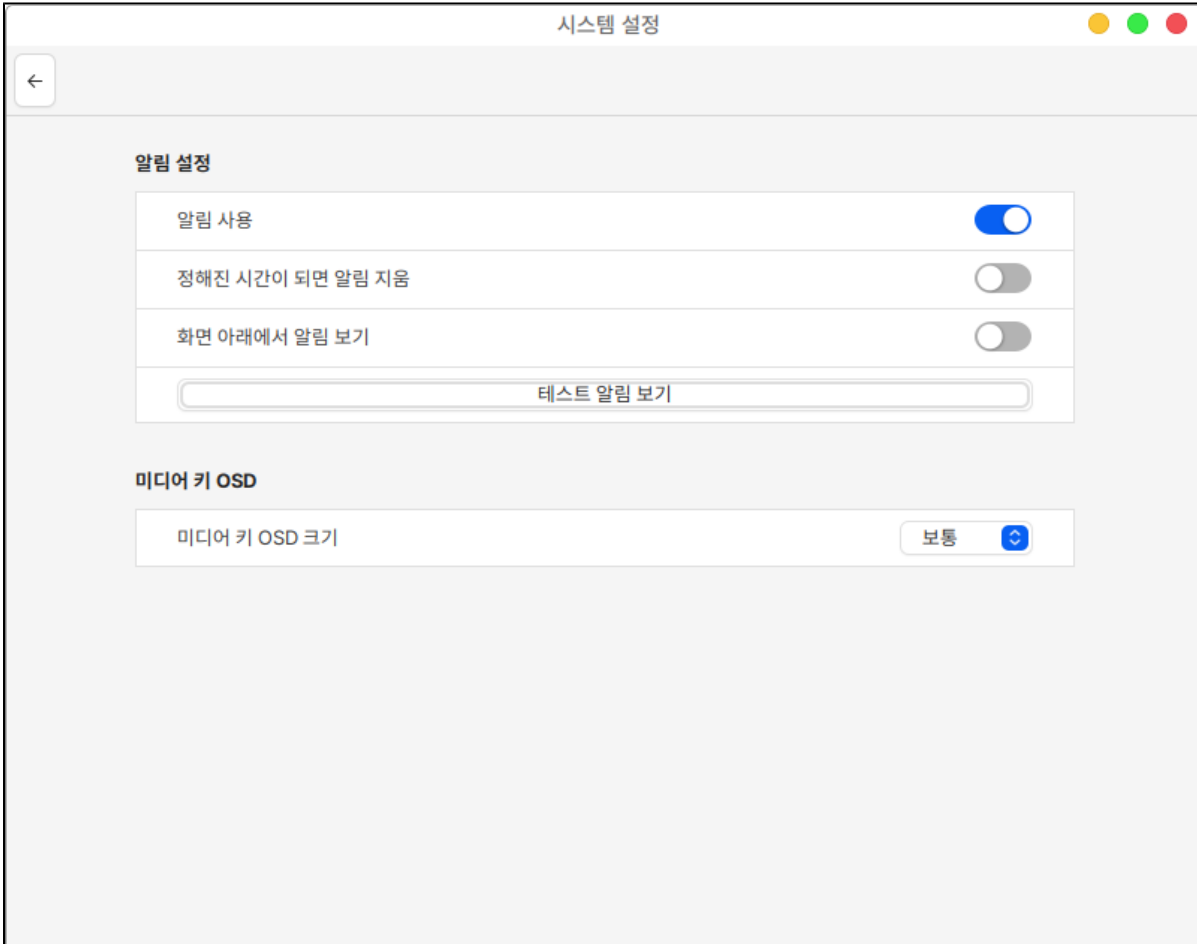 시스템 설정
알림 설정
알림 사용
정해진 시간이 되면 알림 지움
화면 아래에서 알림 보기
테스트 알림 보기
미디어 키 OSD
미디어 키 OSD 크기
보통